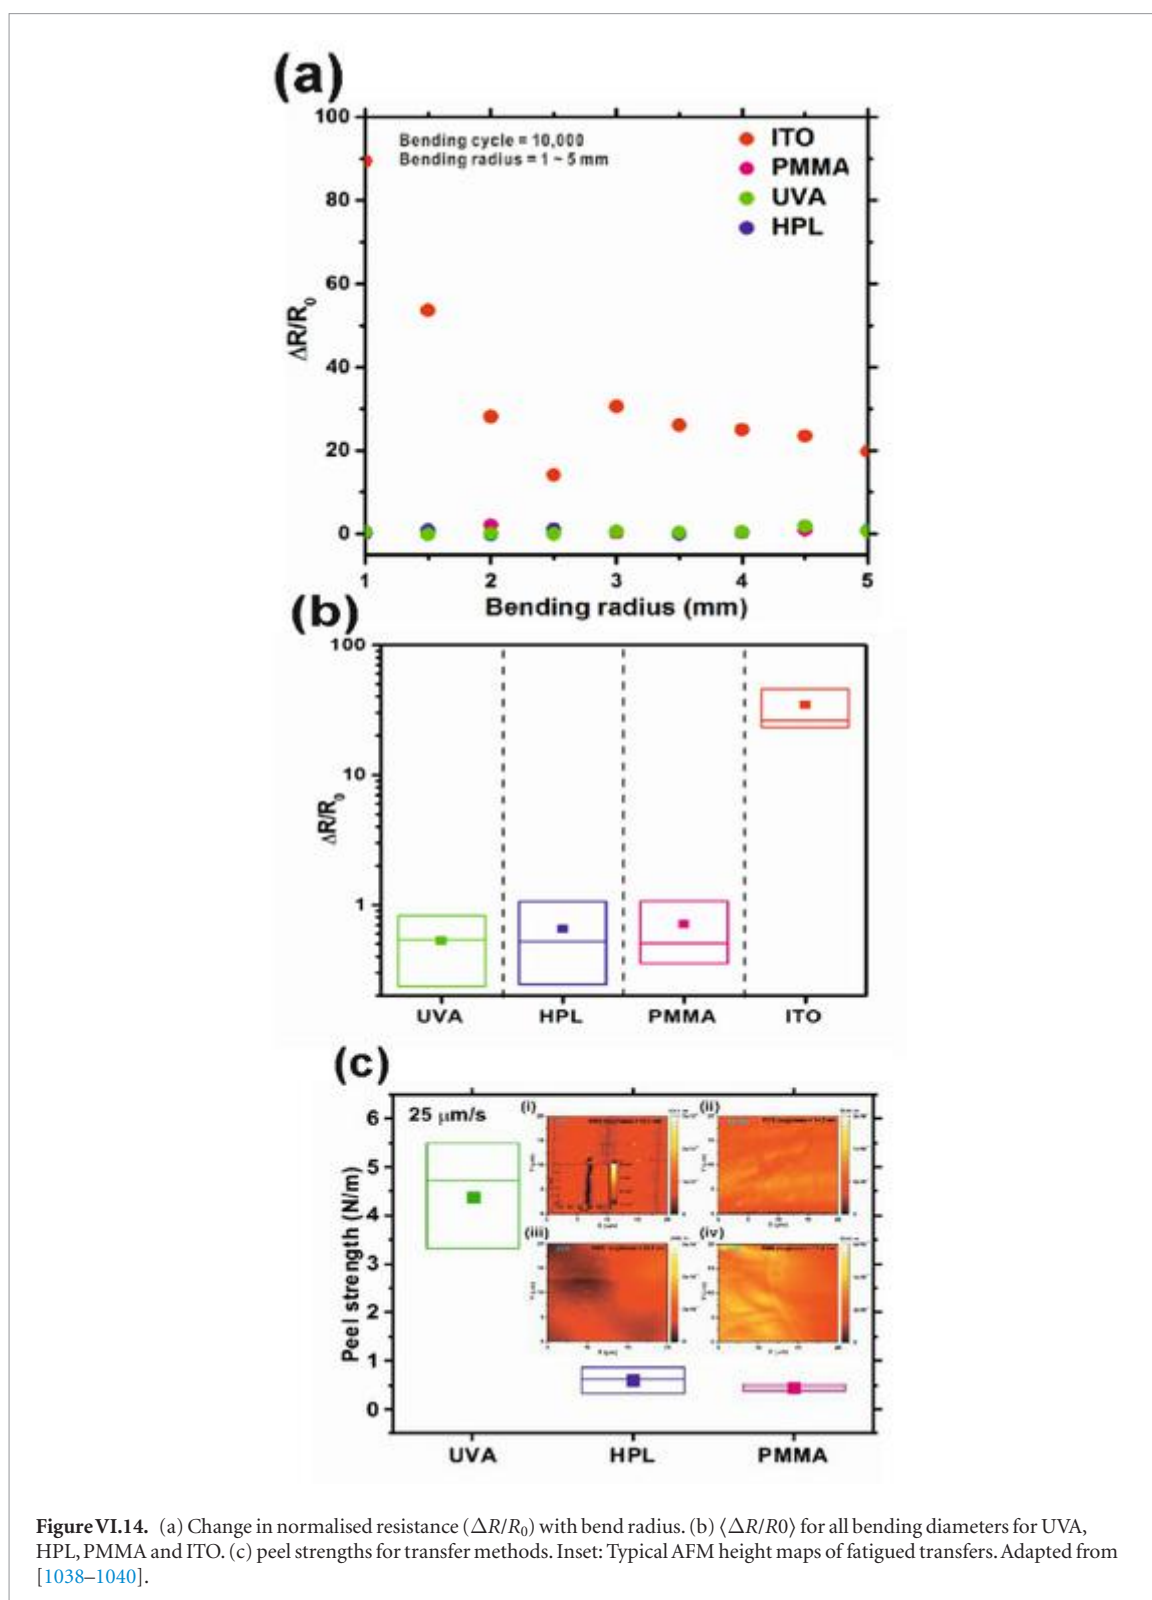 (a)
100
80
60
40
20
0
ΔR/R0
Bending cycle = 10,000
Bending radius = 1 ~ 5 mm
ITO
PMMA
UVA
HPL
1 2 3 4 5
Bending radius (mm)
(b)
100
10
1
ΔR/R0
UVA HPL PMMA ITO
(c)
6
5
4
3
2
1
0
Peel strength (N/m)
25 μm/s
(i) (ii)
(iii) (iv)
UVA HPL PMMA
Figure VI.14. (a) Change in normalised resistance (ΔR/R0) with bend radius. (b) ⟨ΔR/R0⟩ for all bending diameters for UVA,
HPL, PMMA and ITO. (c) peel strengths for transfer methods. Inset: Typical AFM height maps of fatigued transfers. Adapted from
[1038–1040].